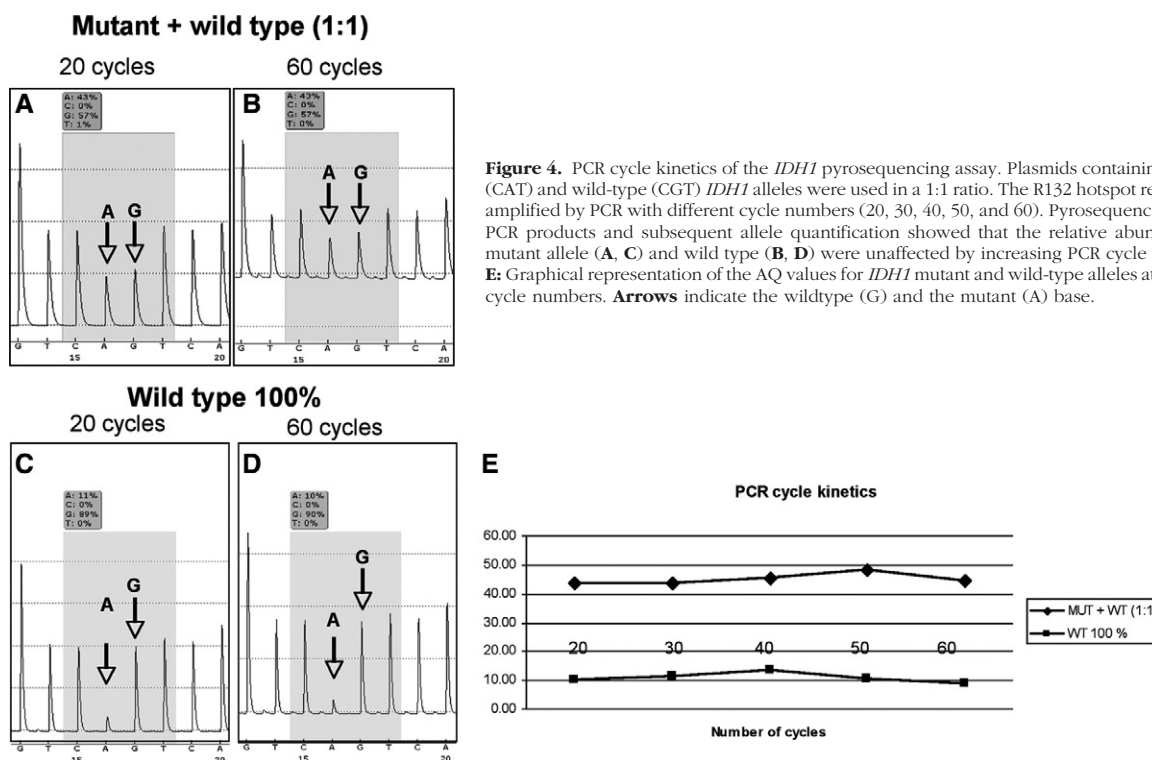 Mutant + wild type (1:1)
20 cycles
60 cycles
A
A: 43%
C: 0%
G: 57%
T: 1%
A G
G T C A G T C A
15 20
B
A: 43%
C: 0%
G: 57%
T: 0%
A G
G T C A G T C A
15 20
Figure 4. PCR cycle kinetics of the IDH1 pyrosequencing assay. Plasmids containin
(CAT) and wild-type (CGT) IDH1 alleles were used in a 1:1 ratio. The R132 hotspot re
amplified by PCR with different cycle numbers (20, 30, 40, 50, and 60). Pyrosequenc
PCR products and subsequent allele quantification showed that the relative abun
mutant allele (A, C) and wild type (B, D) were unaffected by increasing PCR cycle
E: Graphical representation of the AQ values for IDH1 mutant and wild-type alleles at
cycle numbers. Arrows indicate the wildtype (G) and the mutant (A) base.
Wild type 100%
20 cycles
60 cycles
C
A: 11%
C: 0%
G: 89%
T: 0%
A G
G T C A G T C A
15 20
D
A: 10%
C: 0%
G: 90%
T: 0%
A G
G T C A G T C A
15 20
E
PCR cycle kinetics
60.00
50.00
40.00
30.00
20.00
10.00
0.00
20 30 40 50 60
Number of cycles
MUT + WT (1:1
WT 100 %